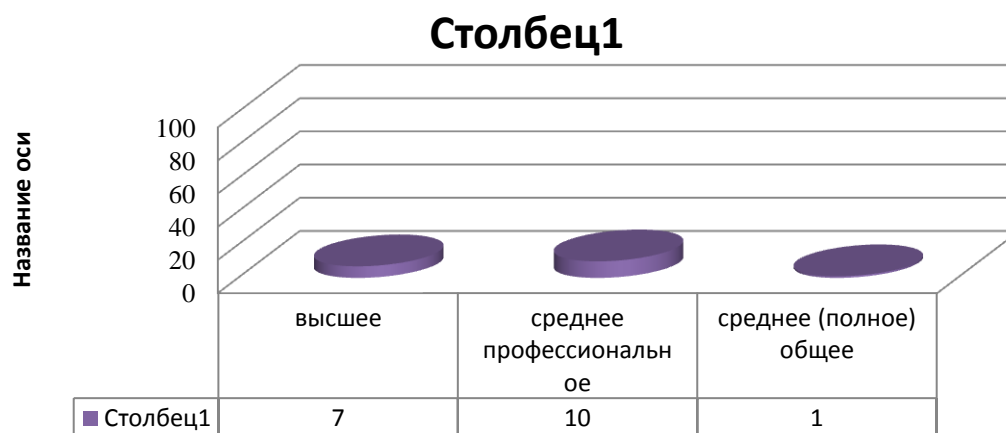 Столбец1
Название оси
100
80
60
40
20
0
высшее
среднее
профессиональн
ое
среднее (полное)
общее
Столбец1 7 10 1